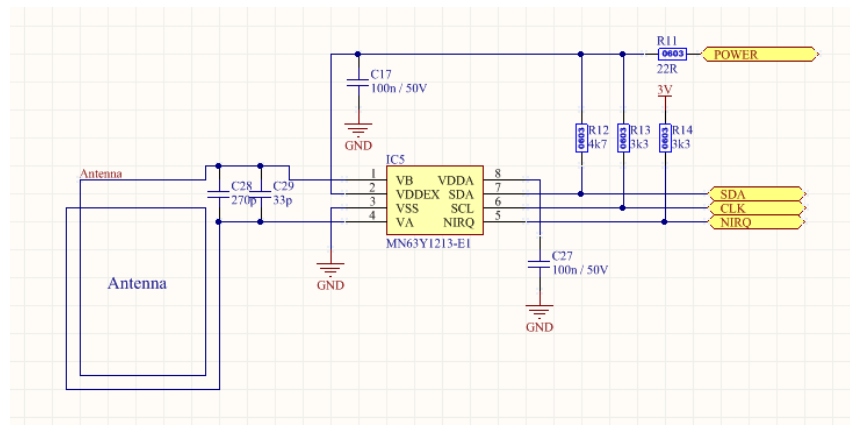 R11
0603
POWER
22R
C17
100n / 50V
3V
GND
0603
R12
4k7
0603
R13
3k3
0603
R14
3k3
IC5
Antenna
1
VB
VDDA
8
2
VDDEX
SDA
7
3
VSS
SCL
6
4
VA
NIRQ
5
MN63Y1213-E1
C28
270p
C29
33p
SDA
CLK
NIRQ
GND
C27
100n / 50V
Antenna
GND